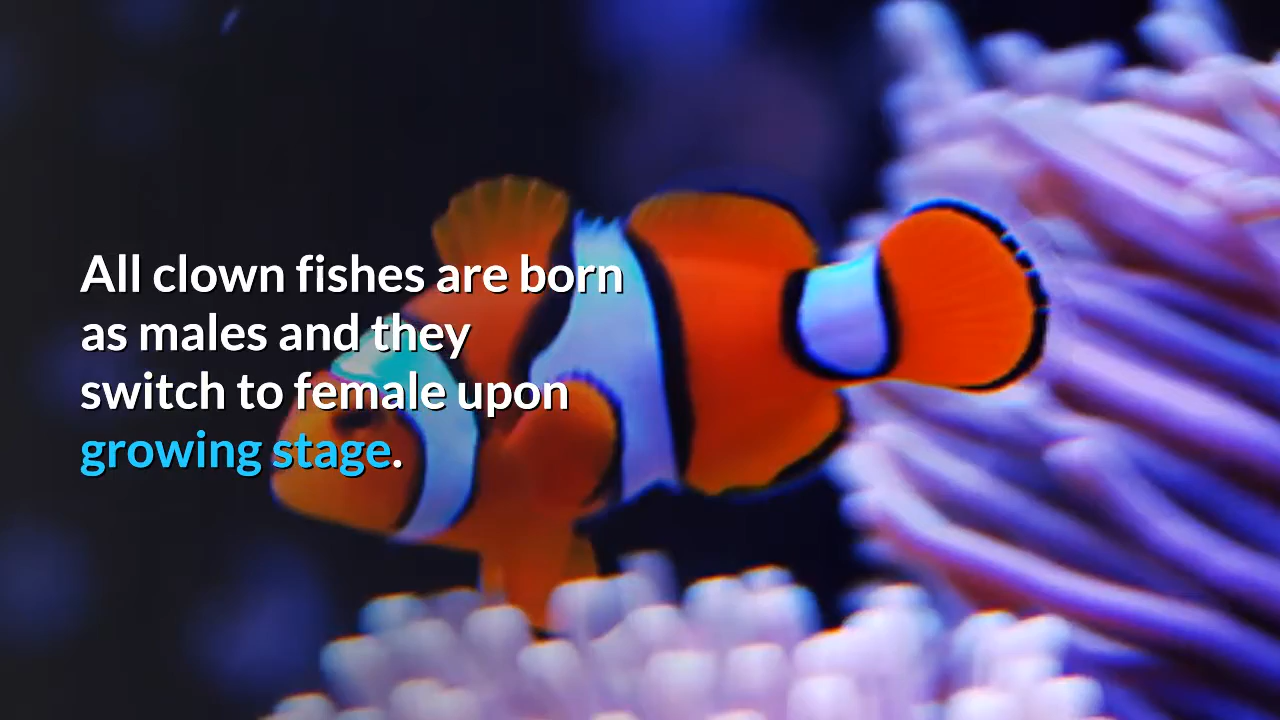 All clown fishes are born
as males and they
switch to female upon
growing stage.